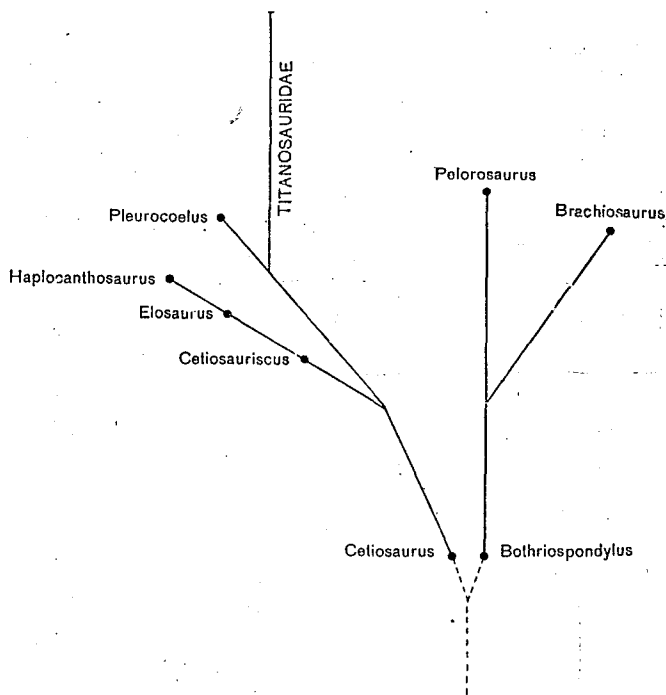 TITANOSAURIDAE
Pelorosaurus
Brachiosaurus
Pleurocoelus
Haplocanthosaurus
Elosaurus
Cetiosauriscus
Cetiosaurus
Bothriospondylus